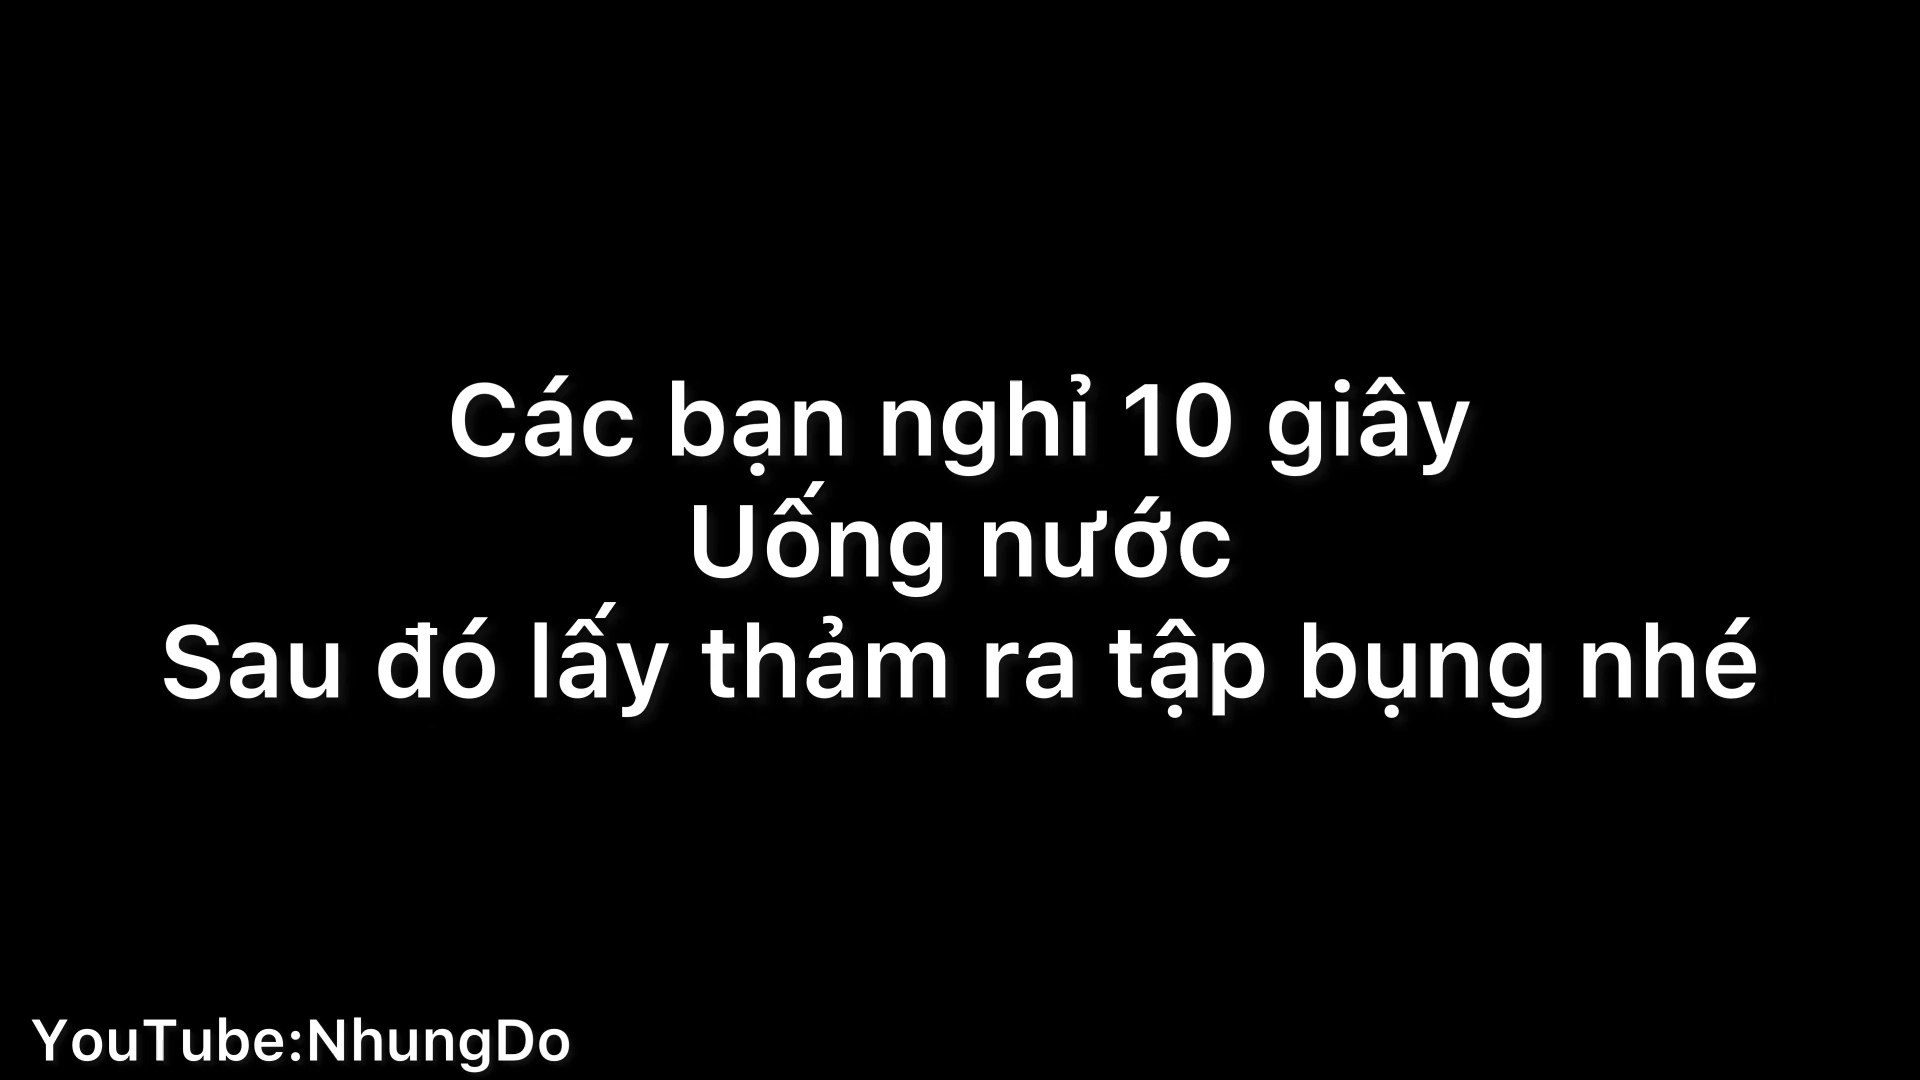 Các bạn nghỉ 10 giây
Uống nước
Sau đó lấy thảm ra tập bụng nhé
YouTube:NhungDo